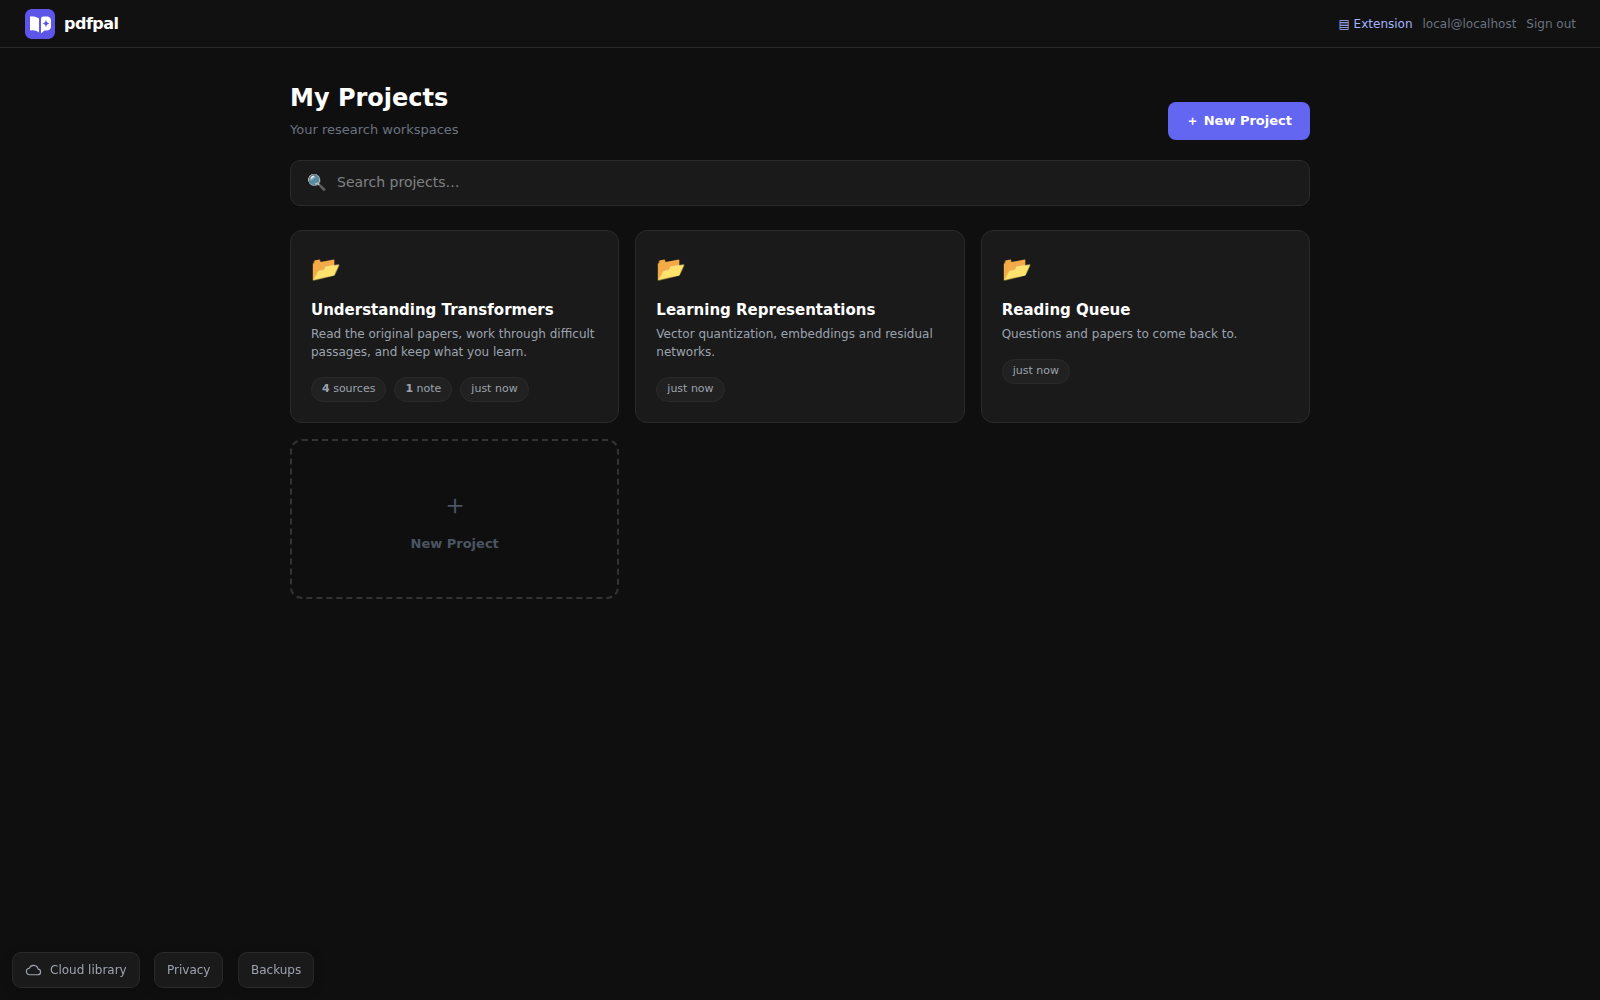 pdfpal
Extension local@localhost Sign out
My Projects
Your research workspaces
+ New Project
Search projects...
Understanding Transformers
Read the original papers, work through difficult
passages, and keep what you learn.
4 sources 1 note just now
Learning Representations
Vector quantization, embeddings and residual
networks.
just now
Reading Queue
Questions and papers to come back to.
just now
+
New Project
Cloud library
Privacy
Backups